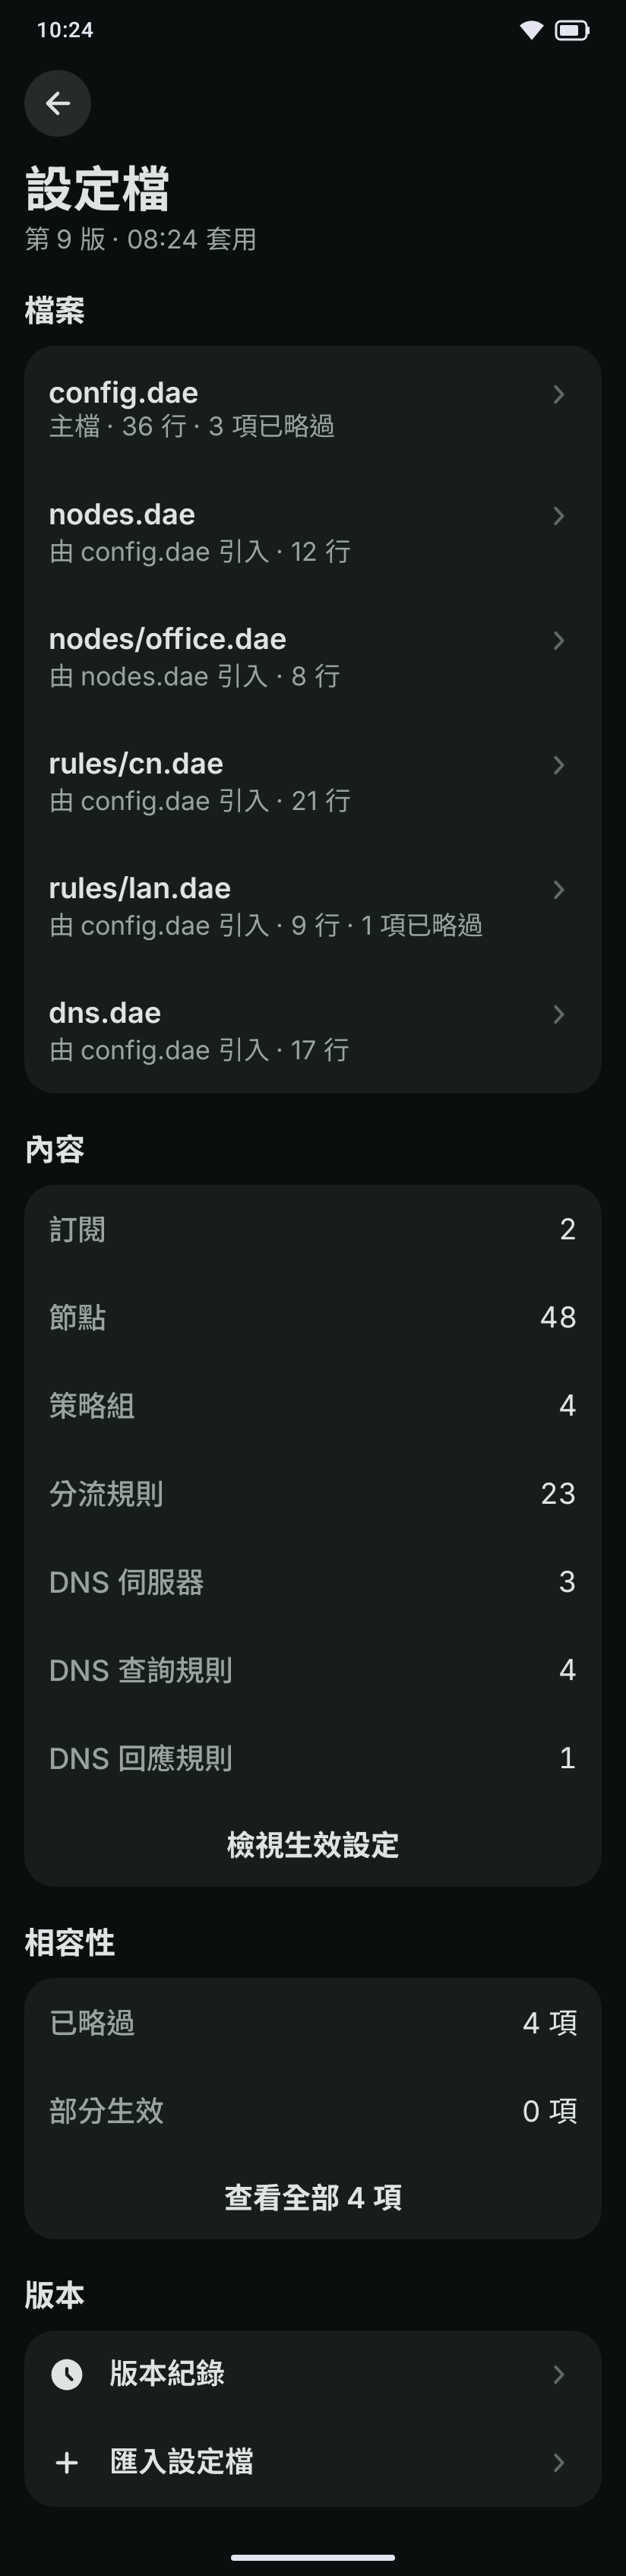 10:24
設定檔
第 9 版 · 08:24 套用
檔案
config.dae
主檔 · 36 行 · 3 項已略過
nodes.dae
由 config.dae 引入 · 12 行
nodes/office.dae
由 nodes.dae 引入 · 8 行
rules/cn.dae
由 config.dae 引入 · 21 行
rules/lan.dae
由 config.dae 引入 · 9 行 · 1 項已略過
dns.dae
由 config.dae 引入 · 17 行
內容
訂閱 2
節點 48
策略組 4
分流規則 23
DNS 伺服器 3
DNS 查詢規則 4
DNS 回應規則 1
檢視生效設定
相容性
已略過 4 項
部分生效 0 項
查看全部 4 項
版本
版本紀錄
匯入設定檔